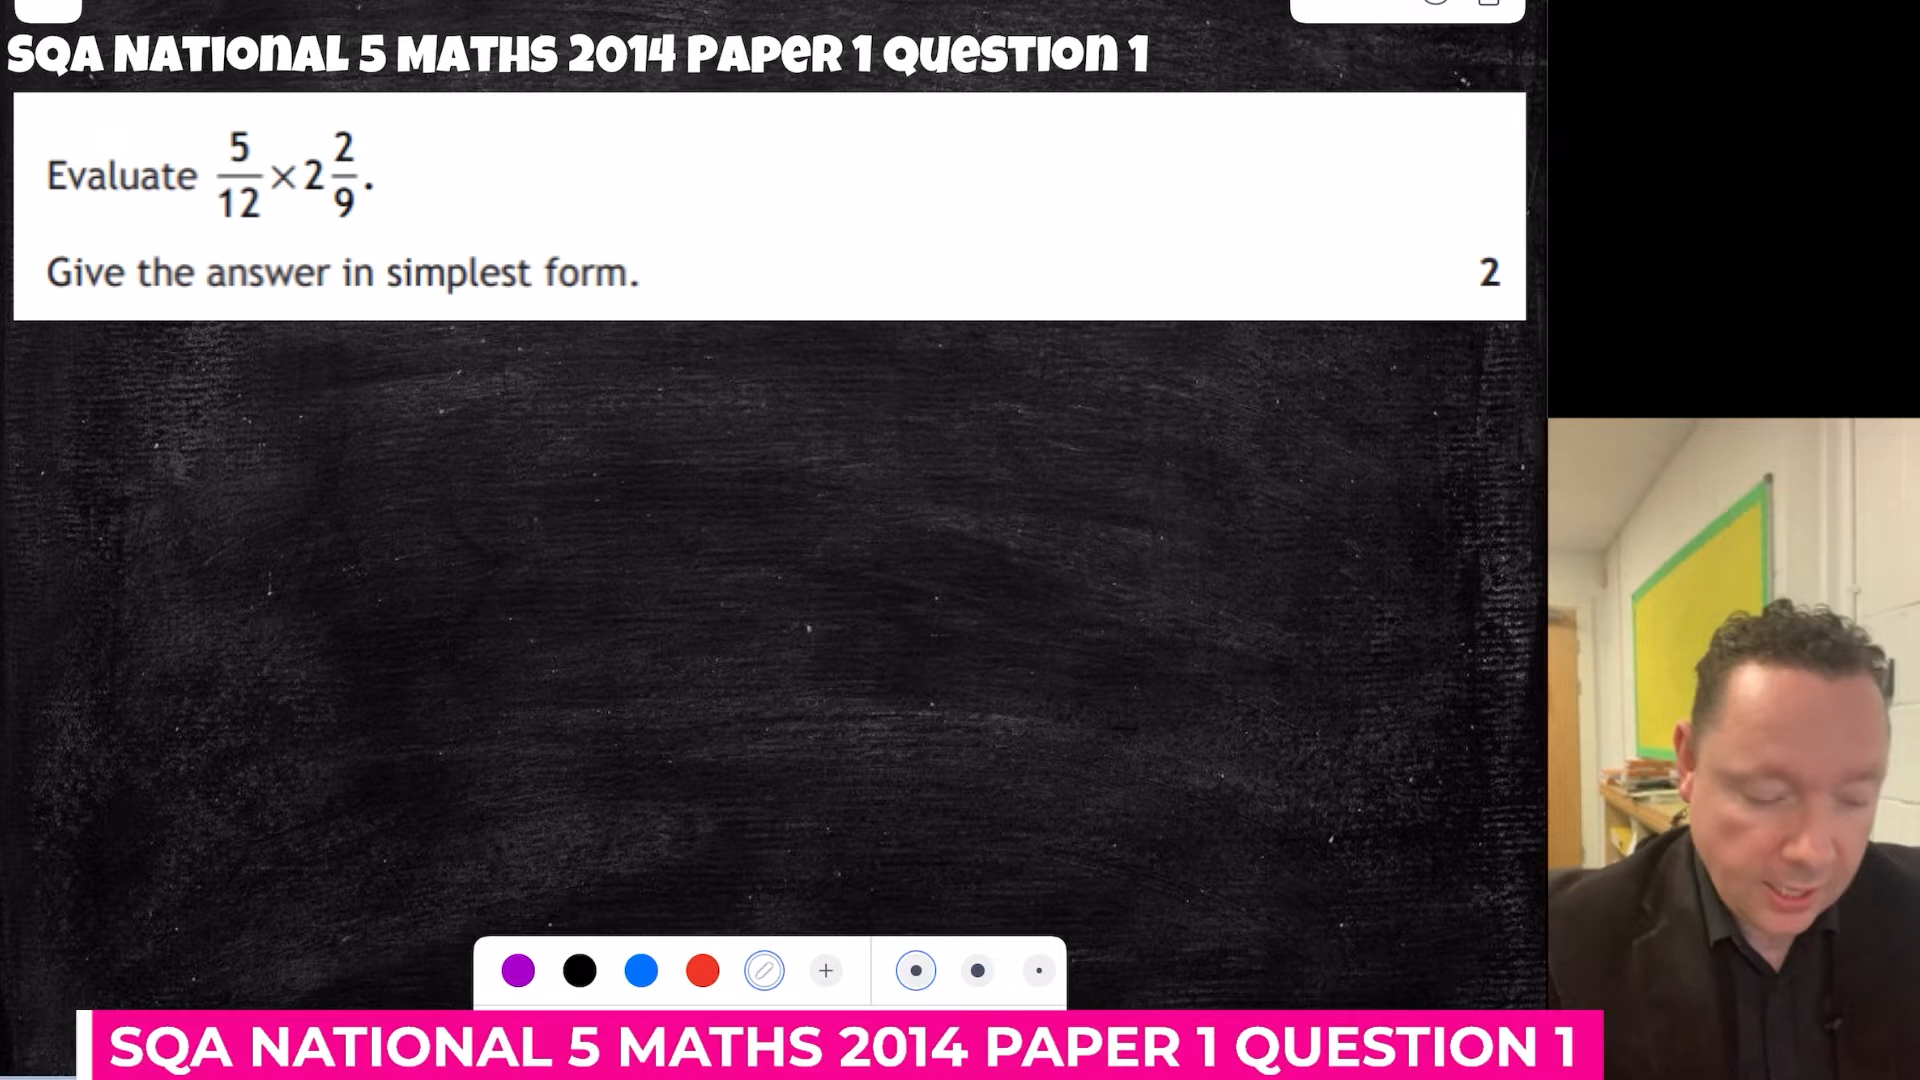 SQA NATIONAL 5 MATHS 2014 PAPER 1 QUESTION 1
Evaluate 5/12 × 2 2/9.
Give the answer in simplest form. 2
SQA NATIONAL 5 MATHS 2014 PAPER 1 QUESTION 1